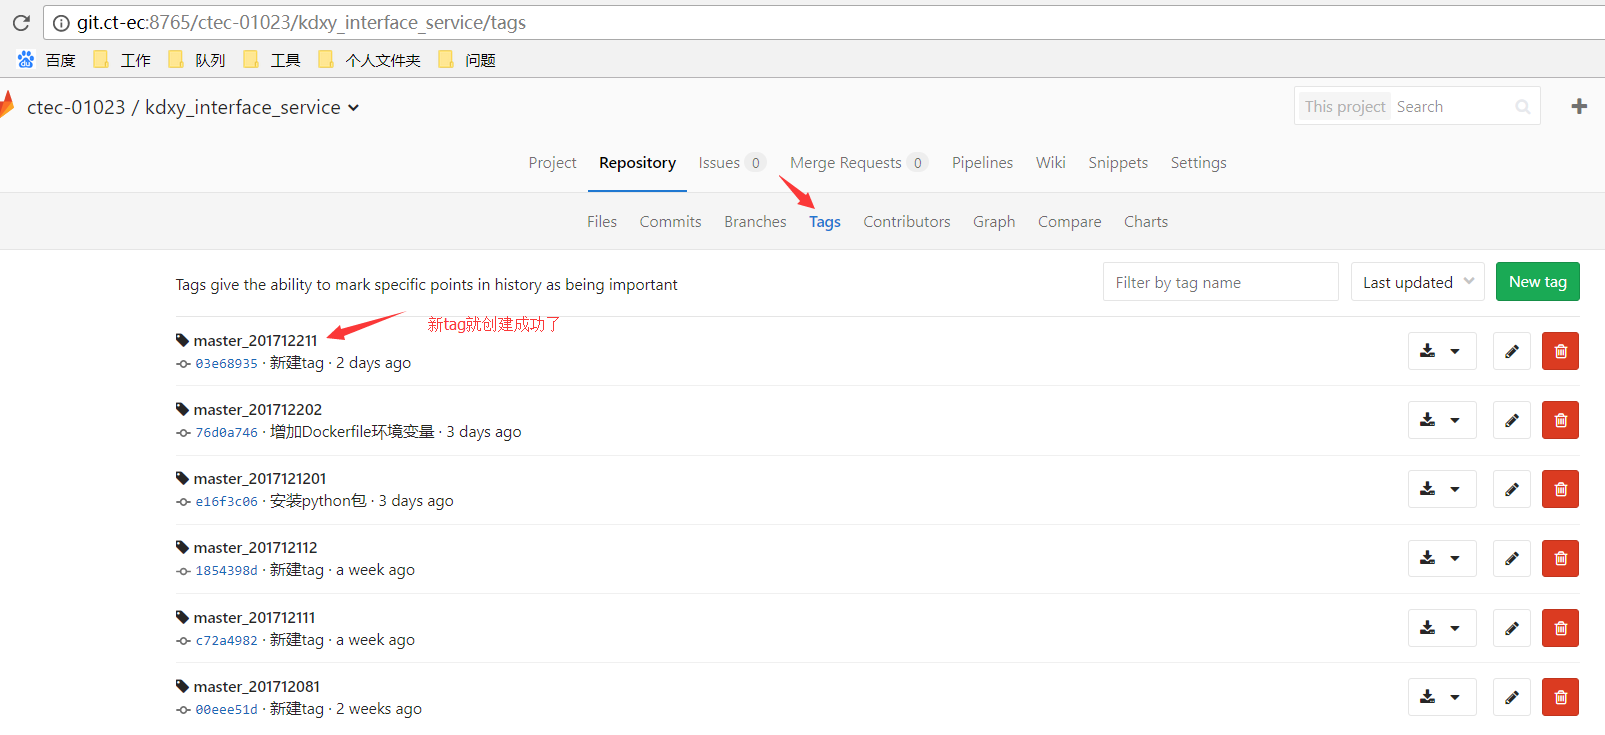 git.ct-ec:8765/ctec-01023/kdxy_interface_service/tags
百度 工作 队列 工具 个人文件夹 问题
ctec-01023 / kdxy_interface_service
This project Search
Project Repository Issues 0 Merge Requests 0 Pipelines Wiki Snippets Settings
Files Commits Branches Tags Contributors Graph Compare Charts
Tags give the ability to mark specific points in history as being important
Filter by tag name Last updated New tag
master_201712211
新tag就创建成功了
03e68935 · 新建tag · 2 days ago
master_201712202
76d0a746 · 增加Dockerfile环境变量 · 3 days ago
master_2017121201
e16f3c06 · 安装python包 · 3 days ago
master_201712112
1854398d · 新建tag · a week ago
master_201712111
c72a4982 · 新建tag · a week ago
master_201712081
00eee51d · 新建tag · 2 weeks ago